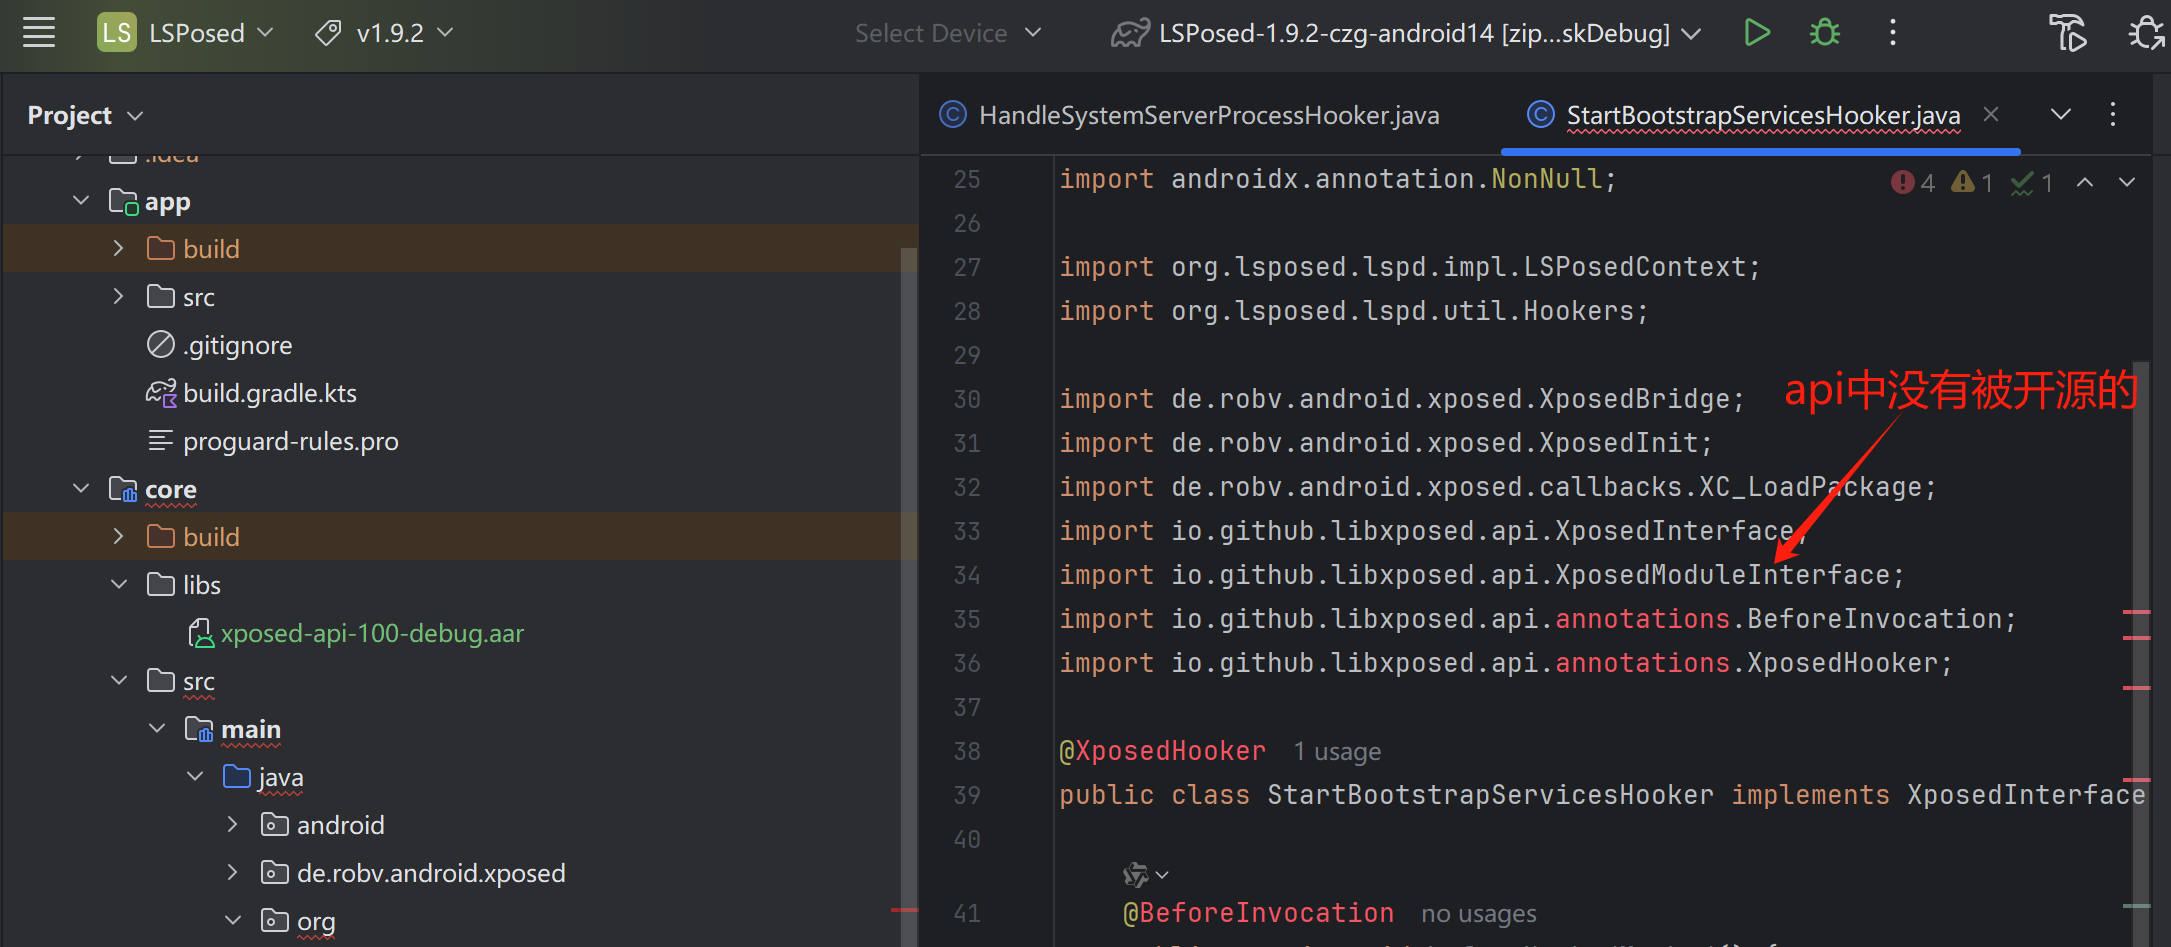 LS LSPosed v1.9.2 Select Device LSPosed-1.9.2-czg-android14 [zip...skDebug]
Project
.idea
app
build
src
.gitignore
build.gradle.kts
proguard-rules.pro
core
build
libs
xposed-api-100-debug.aar
src
main
java
android
de.robv.android.xposed
org
HandleSystemServerProcessHooker.java StartBootstrapServicesHooker.java
4 1 1
25 import androidx.annotation.NonNull;
26
27 import org.lsposed.lspd.impl.LSPosedContext;
28 import org.lsposed.lspd.util.Hookers;
29
api中没有被开源的
30 import de.robv.android.xposed.XposedBridge;
31 import de.robv.android.xposed.XposedInit;
32 import de.robv.android.xposed.callbacks.XC_LoadPackage;
33 import io.github.libxposed.api.XposedInterface;
34 import io.github.libxposed.api.XposedModuleInterface;
35 import io.github.libxposed.api.annotations.BeforeInvocation;
36 import io.github.libxposed.api.annotations.XposedHooker;
37
38 @XposedHooker 1 usage
39 public class StartBootstrapServicesHooker implements XposedInterface
40
41 @BeforeInvocation no usages